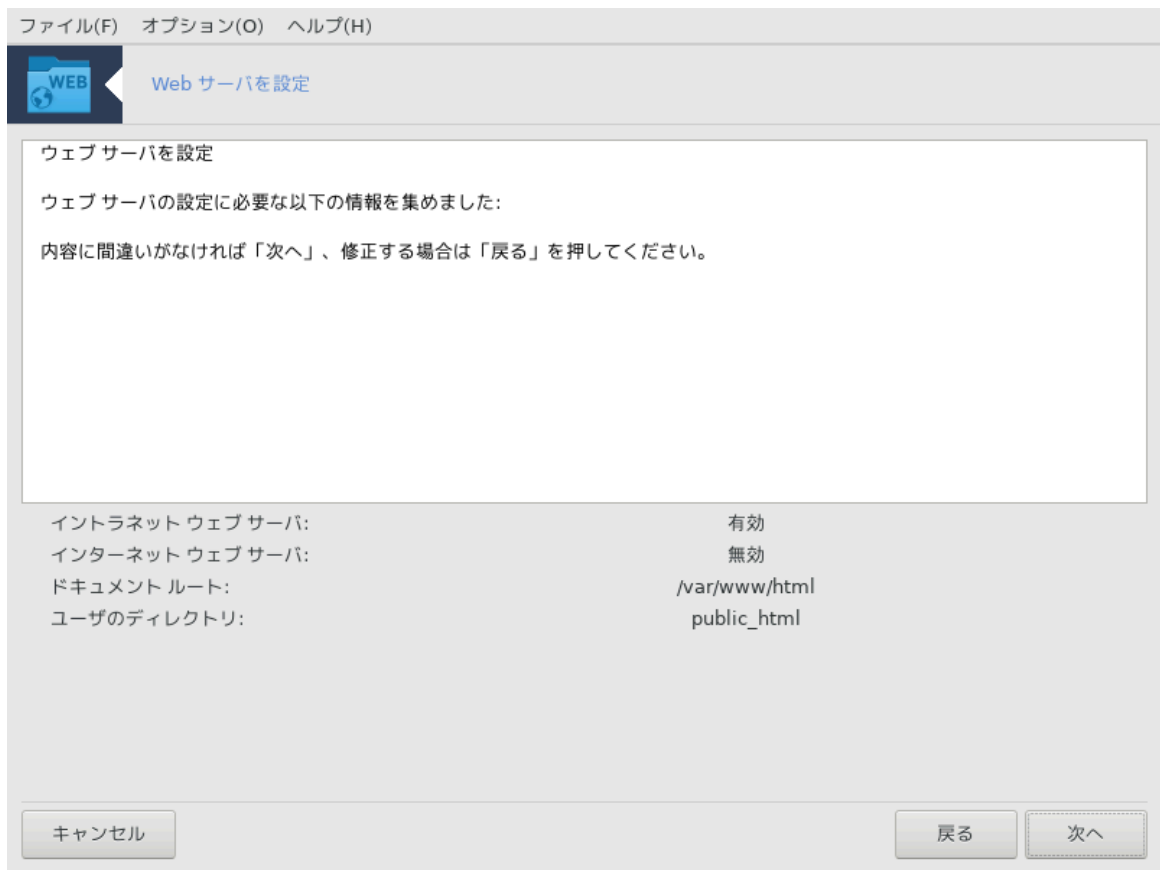 ファイル(F) オプション(O) ヘルプ(H)
WEB
Web サーバを設定
ウェブ サーバを設定
ウェブ サーバの設定に必要な以下の情報を集めました:
内容に間違いがなければ「次へ」、修正する場合は「戻る」を押してください。
イントラネット ウェブ サーバ: 有効
インターネット ウェブ サーバ: 無効
ドキュメント ルート: /var/www/html
ユーザのディレクトリ: public_html
キャンセル 戻る 次へ